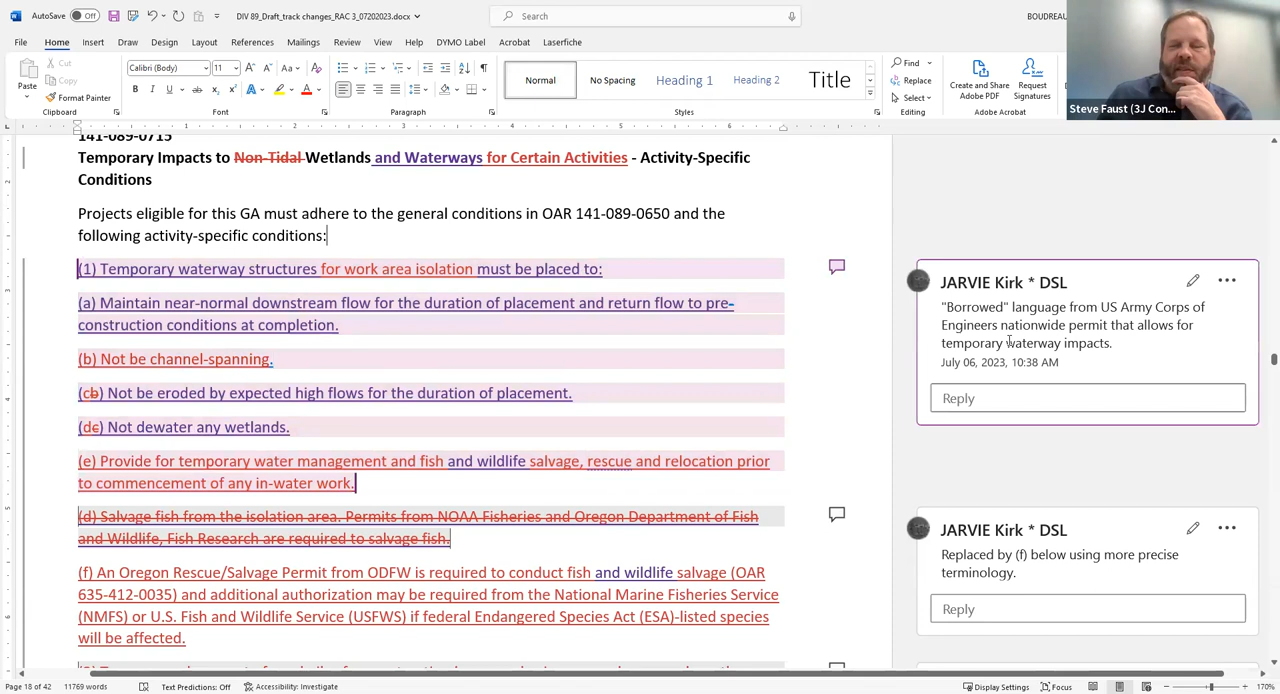 AutoSave Off DIV 89_Draft_track changes_RAC 3_07202023.docx Search BOUDREAU
File Home Insert Draw Design Layout References Mailings Review View Help DYMO Label Acrobat Laserfiche
Paste Cut Copy Format Painter Calibri (Body) 11 Normal No Spacing Heading 1 Heading 2 Title Find Replace Select Create and Share Adobe PDF Request Signatures
Clipboard Font Paragraph Styles Editing Adobe Acrobat
Steve Faust (3J Con...
141-089-0715
Temporary Impacts to Non-Tidal Wetlands and Waterways for Certain Activities - Activity-Specific
Conditions
Projects eligible for this GA must adhere to the general conditions in OAR 141-089-0650 and the
following activity-specific conditions:
(1) Temporary waterway structures for work area isolation must be placed to:
(a) Maintain near-normal downstream flow for the duration of placement and return flow to pre-
construction conditions at completion.
(b) Not be channel-spanning.
(cb) Not be eroded by expected high flows for the duration of placement.
(dc) Not dewater any wetlands.
(e) Provide for temporary water management and fish and wildlife salvage, rescue and relocation prior
to commencement of any in-water work.
(d) Salvage fish from the isolation area. Permits from NOAA Fisheries and Oregon Department of Fish
and Wildlife, Fish Research are required to salvage fish.
(f) An Oregon Rescue/Salvage Permit from ODFW is required to conduct fish and wildlife salvage (OAR
635-412-0035) and additional authorization may be required from the National Marine Fisheries Service
(NMFS) or U.S. Fish and Wildlife Service (USFWS) if federal Endangered Species Act (ESA)-listed species
will be affected.
JARVIE Kirk * DSL
"Borrowed" language from US Army Corps of
Engineers nationwide permit that allows for
temporary waterway impacts.
July 06, 2023, 10:38 AM
Reply
JARVIE Kirk * DSL
Replaced by (f) below using more precise
terminology.
Reply
Page 18 of 42 11769 words Text Predictions: Off Accessibility: Investigate Display Settings Focus 170%